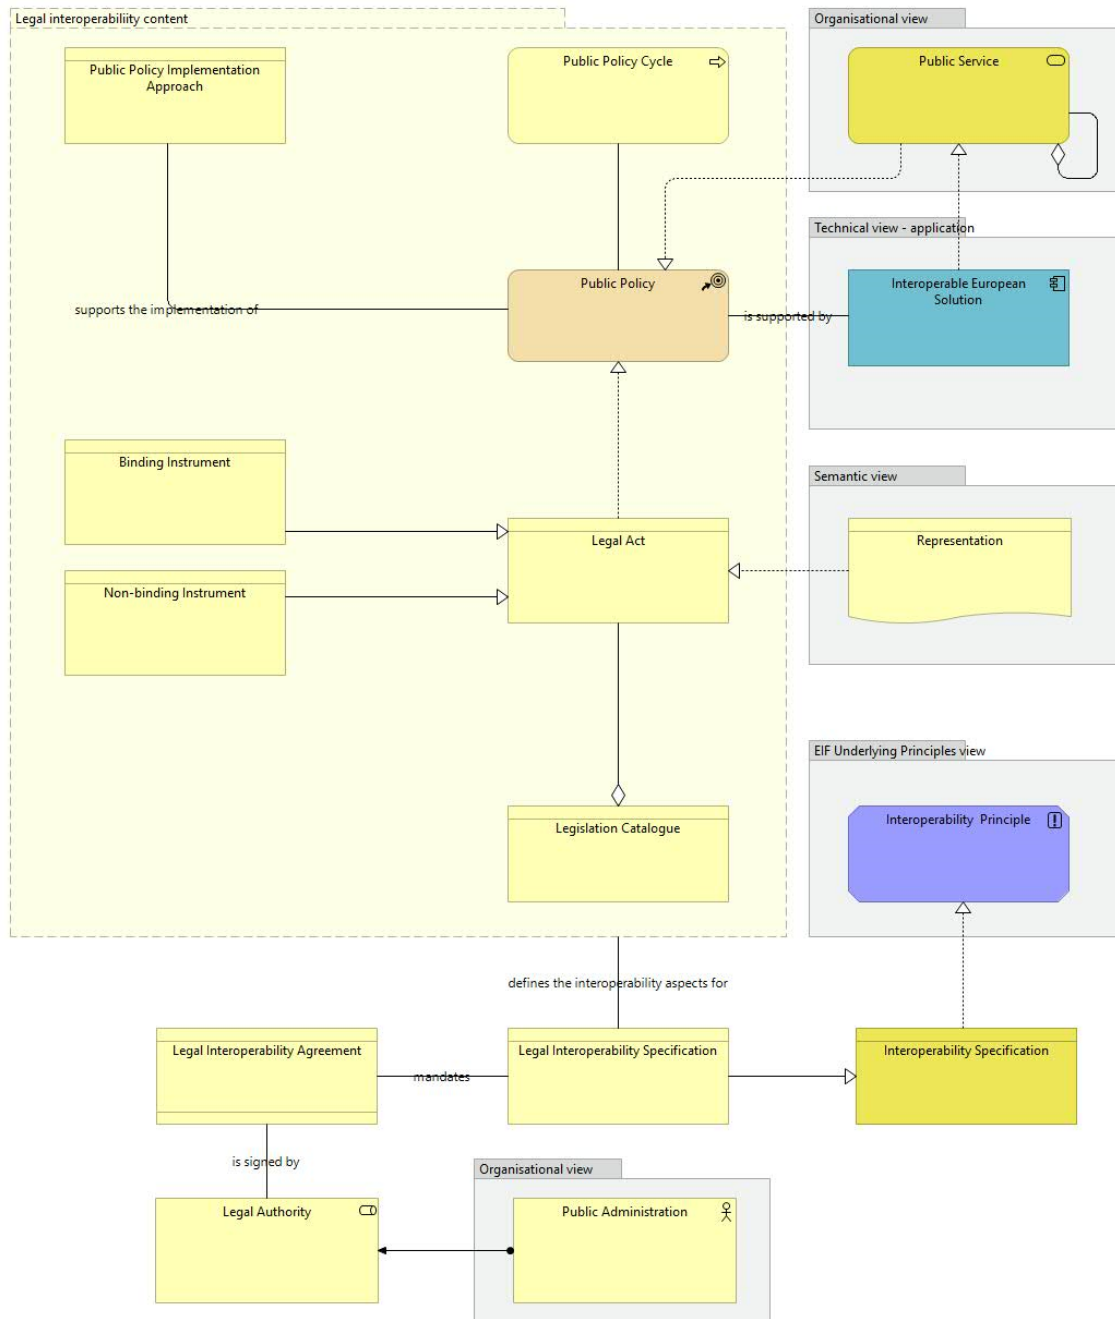 Legal interoperabiliity content
Organisational view
Public Policy Implementation
Approach
Public Policy Cycle
Public Service
Technical view - application
Public Policy
Interoperable European
Solution
supports the implementation of
is supported by
Binding Instrument
Semantic view
Legal Act
Representation
Non-binding Instrument
EIF Underlying Principles view
Legislation Catalogue
Interoperability Principle
defines the interoperability aspects for
Legal Interoperability Agreement
Legal Interoperability Specification
Interoperability Specification
mandates
is signed by
Organisational view
Legal Authority
Public Administration